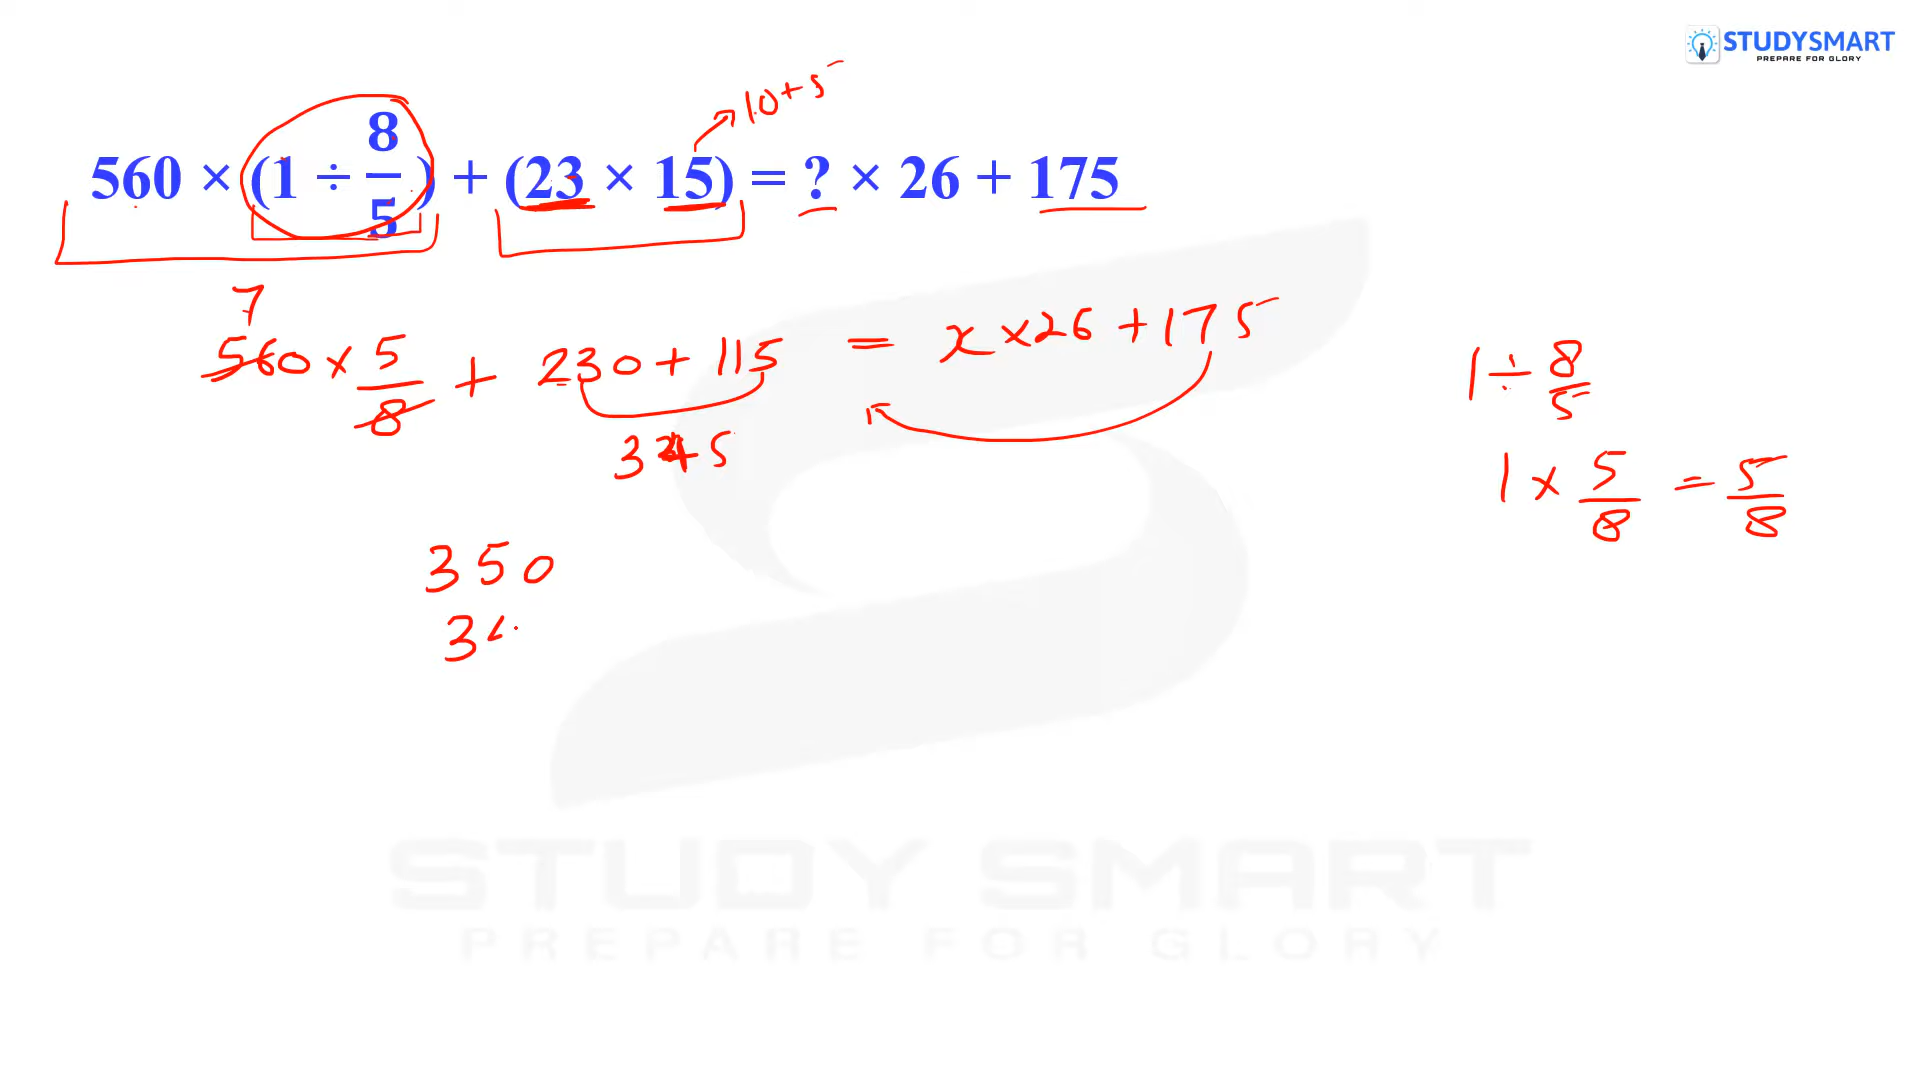 STUDYSMART
PREPARE FOR GLORY
10+5
560 × (1 ÷ 8/5) + (23 × 15) = ? × 26 + 175
7
560 × 5/8 + 230 + 115 = x × 26 + 175
345
1 ÷ 8/5
1 × 5/8 = 5/8
350
34
STUDY SMART
PREPARE FOR GLORY